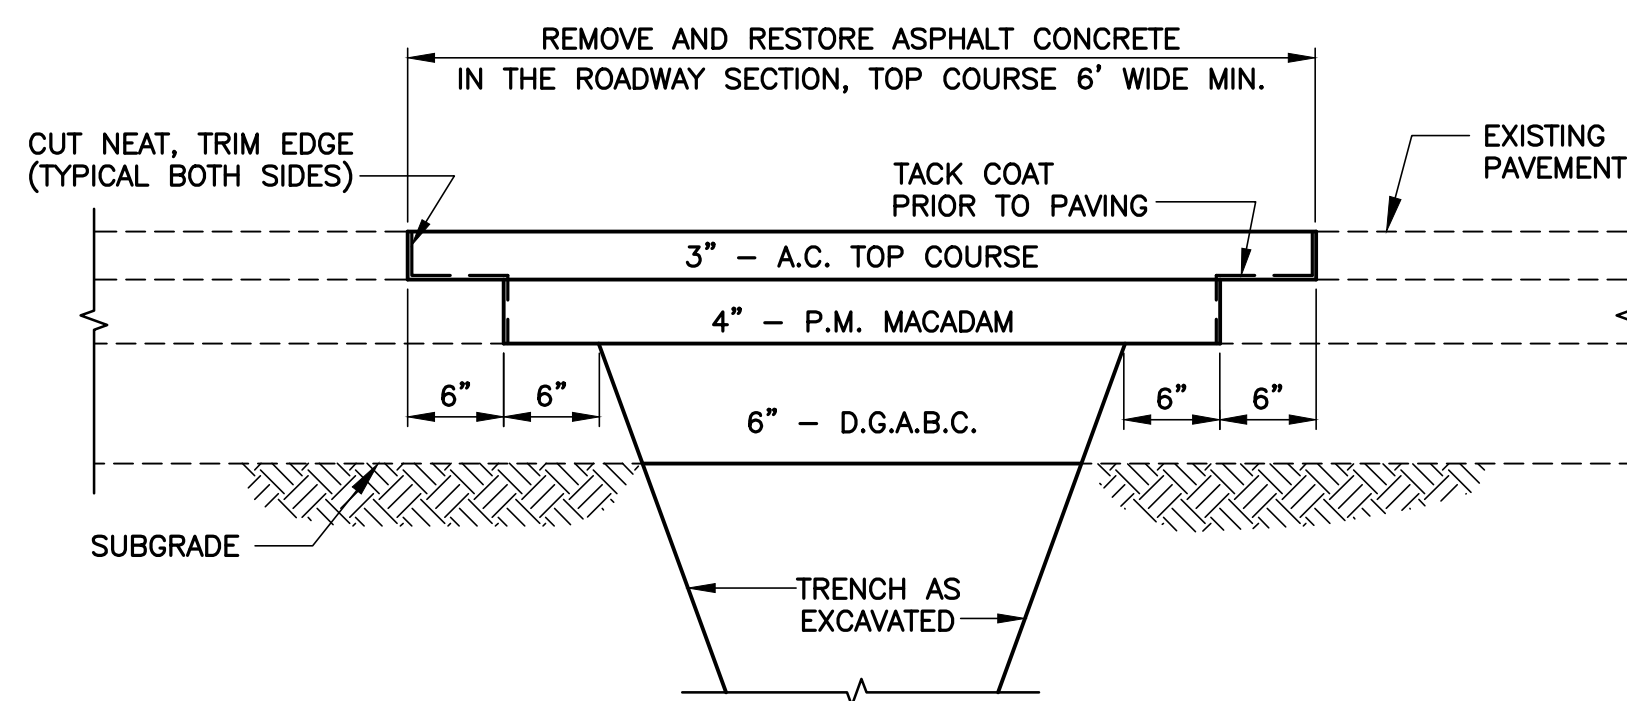 REMOVE AND RESTORE ASPHALT CONCRETE
IN THE ROADWAY SECTION, TOP COURSE 6' WIDE MIN.
CUT NEAT, TRIM EDGE
(TYPICAL BOTH SIDES)
TACK COAT
PRIOR TO PAVING
EXISTING
PAVEMENT
3” – A.C. TOP COURSE
4” – P.M. MACADAM
6”
6”
6”
6”
6” – D.G.A.B.C.
SUBGRADE
TRENCH AS
EXCAVATED